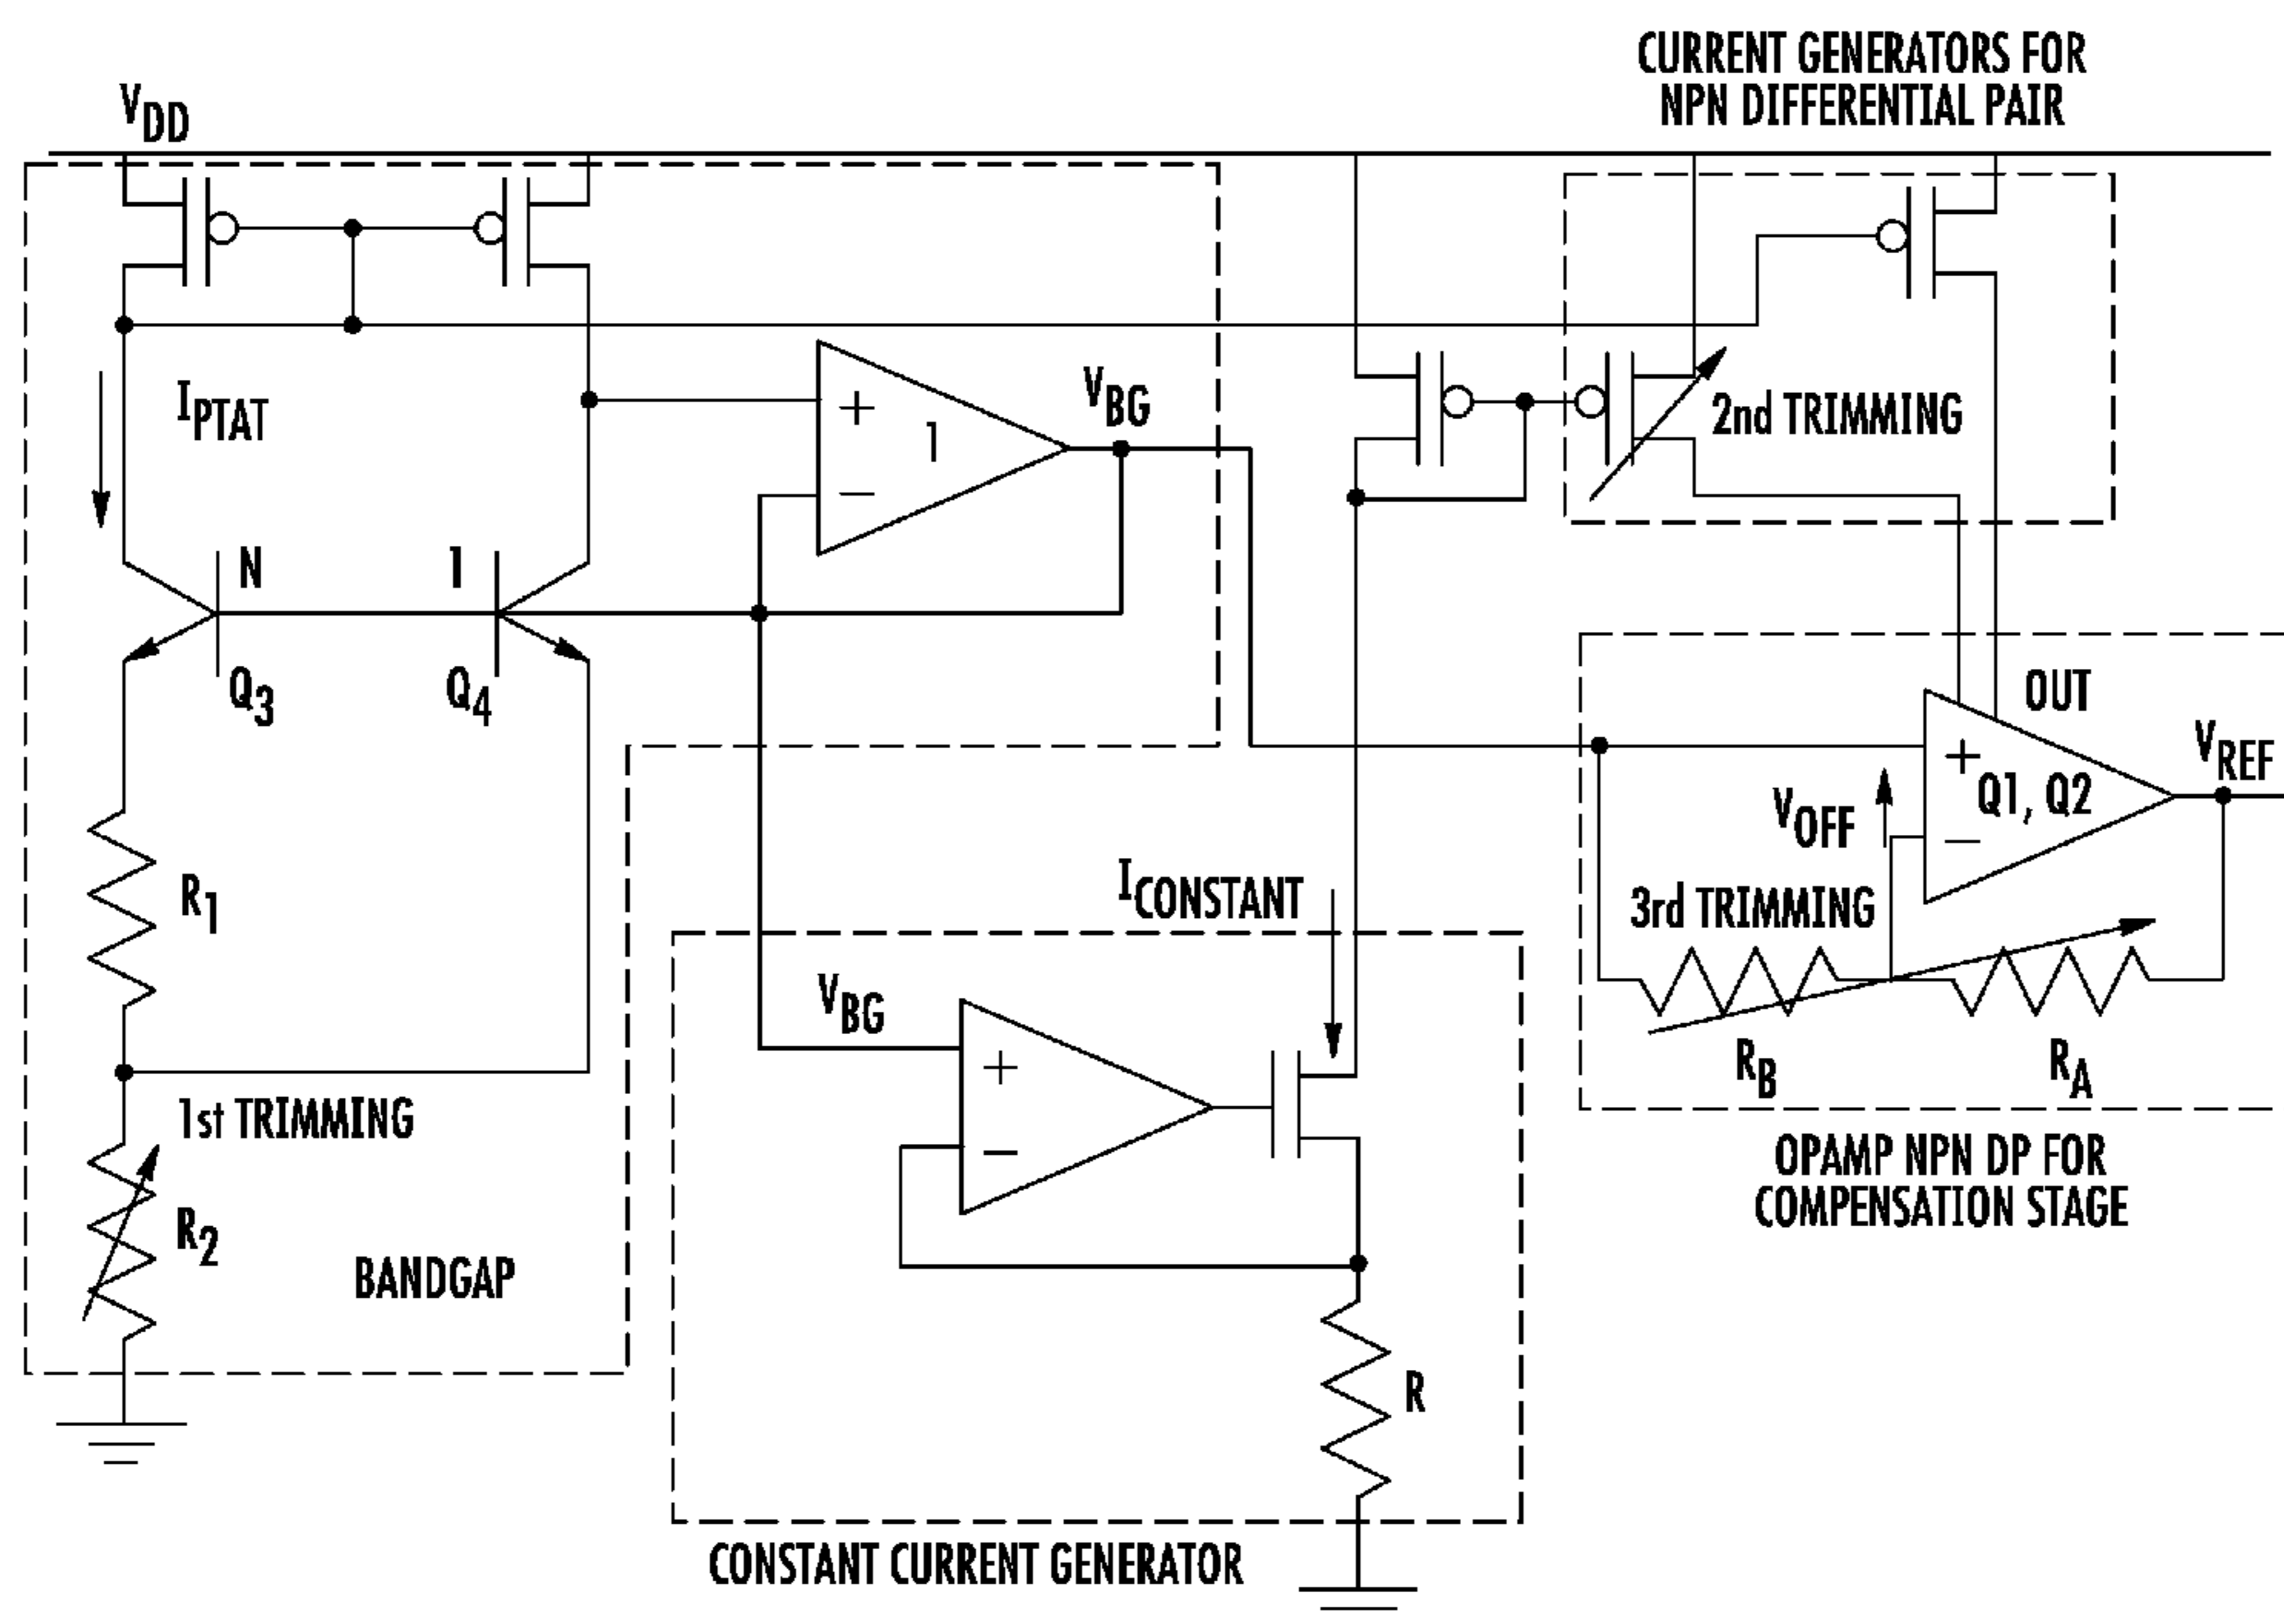 CURRENT GENERATORS FOR
NPN DIFFERENTIAL PAIR
VDD
IPTAT
+
1
−
VBG
2nd TRIMMING
N
1
Q3
Q4
OUT
VREF
+
Q1, Q2
−
VOFF
R1
ICONSTANT
3rd TRIMMING
VBG
+
−
RB
RA
1st TRIMMING
R2
BANDGAP
OPAMP NPN DP FOR
COMPENSATION STAGE
R
CONSTANT CURRENT GENERATOR